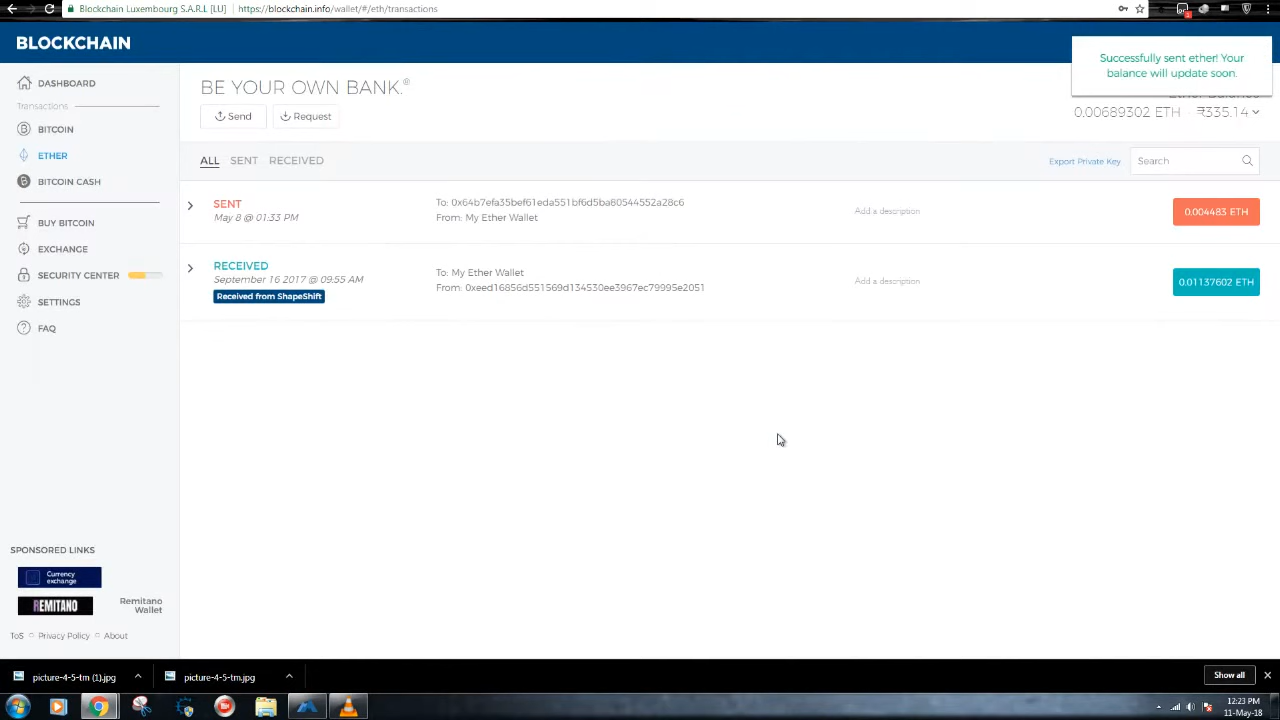 Blockchain Luxembourg S.A.R.L [LU] https://blockchain.info/wallet/#/eth/transactions
BLOCKCHAIN
Successfully sent ether! Your
balance will update soon.
DASHBOARD
Transactions
BITCOIN
ETHER
BITCOIN CASH
BUY BITCOIN
EXCHANGE
SECURITY CENTER
SETTINGS
FAQ
BE YOUR OWN BANK.®
Send Request
0.00689302 ETH · ₹335.14
ALL SENT RECEIVED
Export Private Key
Search
SENT
May 8 @ 01:33 PM
To: 0x64b7efa35bef61eda551bf6d5ba80544552a28c6
From: My Ether Wallet
Add a description
0.004483 ETH
RECEIVED
September 16 2017 @ 09:55 AM
Received from ShapeShift
To: My Ether Wallet
From: 0xeed16856d551569d134530ee3967ec79995e2051
Add a description
0.01137602 ETH
SPONSORED LINKS
Currency
exchange
REMITANO
Remitano
Wallet
ToS Privacy Policy About
picture-4-5-tm (1).jpg
picture-4-5-tm.jpg
Show all
12:23 PM
11-May-18